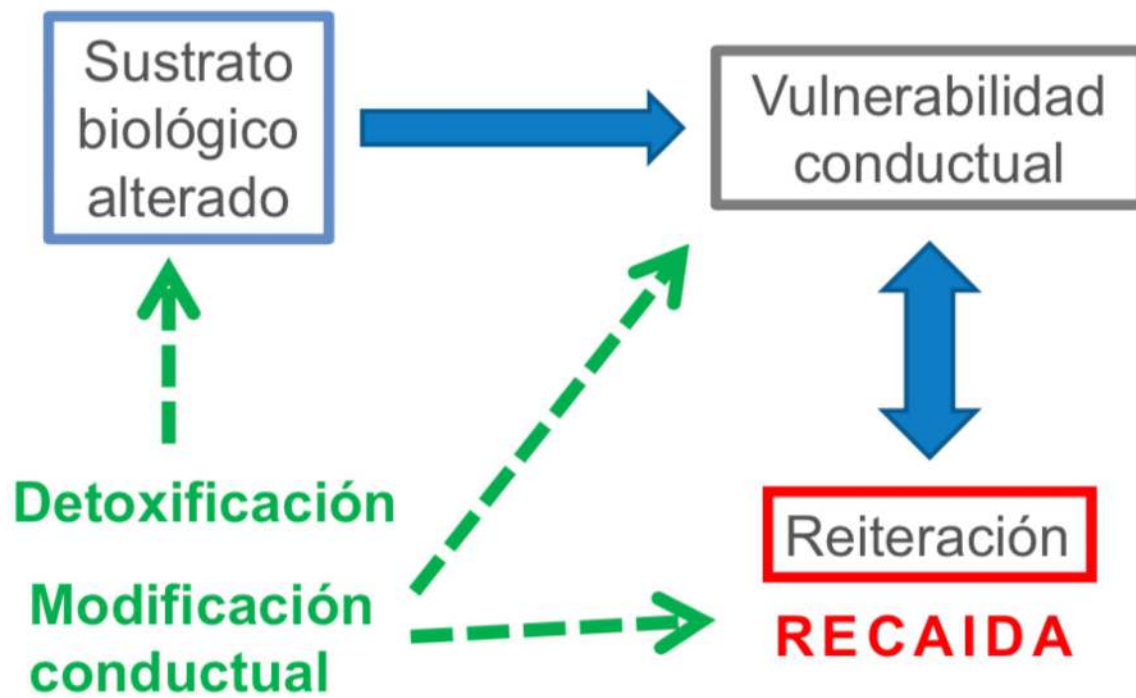 Sustrato
biológico
alterado
Vulnerabilidad
conductual
Detoxificación
Modificación
conductual
Reiteración
RECAIDA